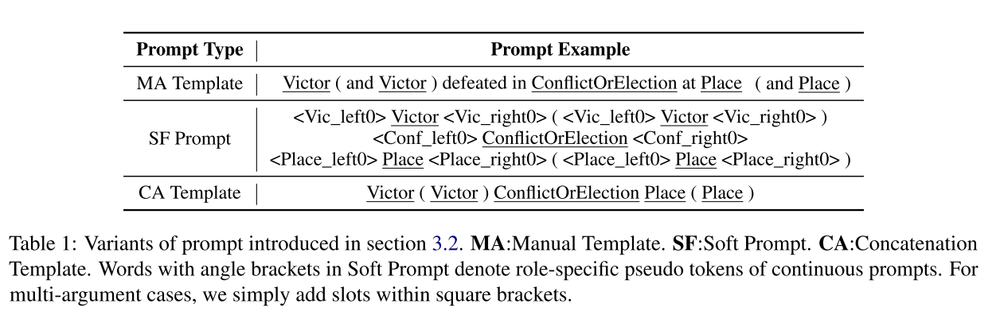 Prompt Type | Prompt Example
MA Template | Victor ( and Victor ) defeated in ConflictOrElection at Place ( and Place )
<Vic_left0> Victor <Vic_right0> ( <Vic_left0> Victor <Vic_right0> )
SF Prompt | <Conf_left0> ConflictOrElection <Conf_right0>
<Place_left0> Place <Place_right0> ( <Place_left0> Place <Place_right0> )
CA Template | Victor ( Victor ) ConflictOrElection Place ( Place )
Table 1: Variants of prompt introduced in section 3.2. MA:Manual Template. SF:Soft Prompt. CA:Concatenation
Template. Words with angle brackets in Soft Prompt denote role-specific pseudo tokens of continuous prompts. For
multi-argument cases, we simply add slots within square brackets.